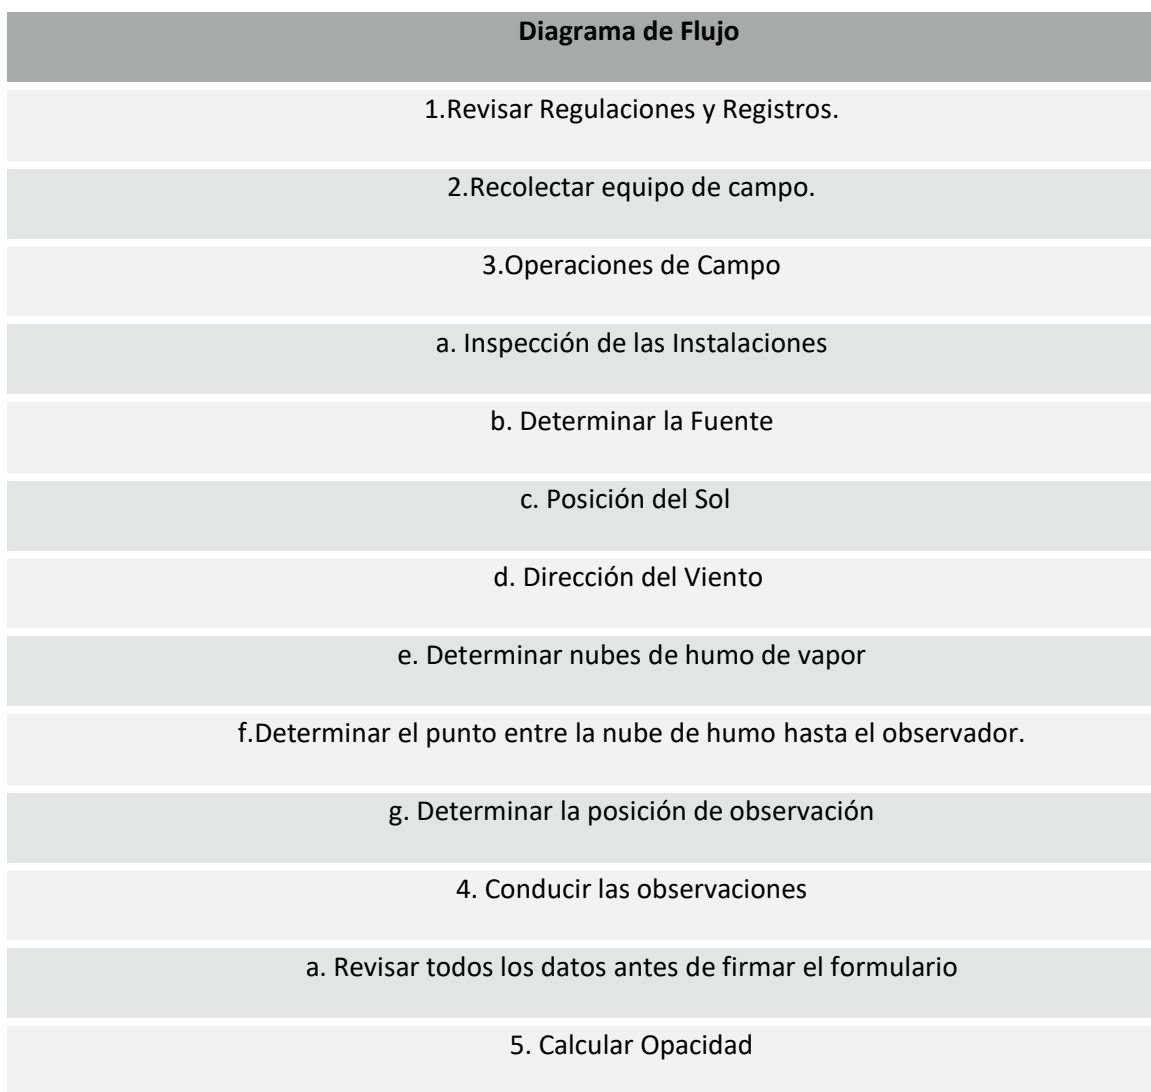 Diagrama de Flujo
1.Revisar Regulaciones y Registros.
2.Recolectar equipo de campo.
3.Operaciones de Campo
a. Inspección de las Instalaciones
b. Determinar la Fuente
c. Posición del Sol
d. Dirección del Viento
e. Determinar nubes de humo de vapor
f.Determinar el punto entre la nube de humo hasta el observador.
g. Determinar la posición de observación
4. Conducir las observaciones
a. Revisar todos los datos antes de firmar el formulario
5. Calcular Opacidad